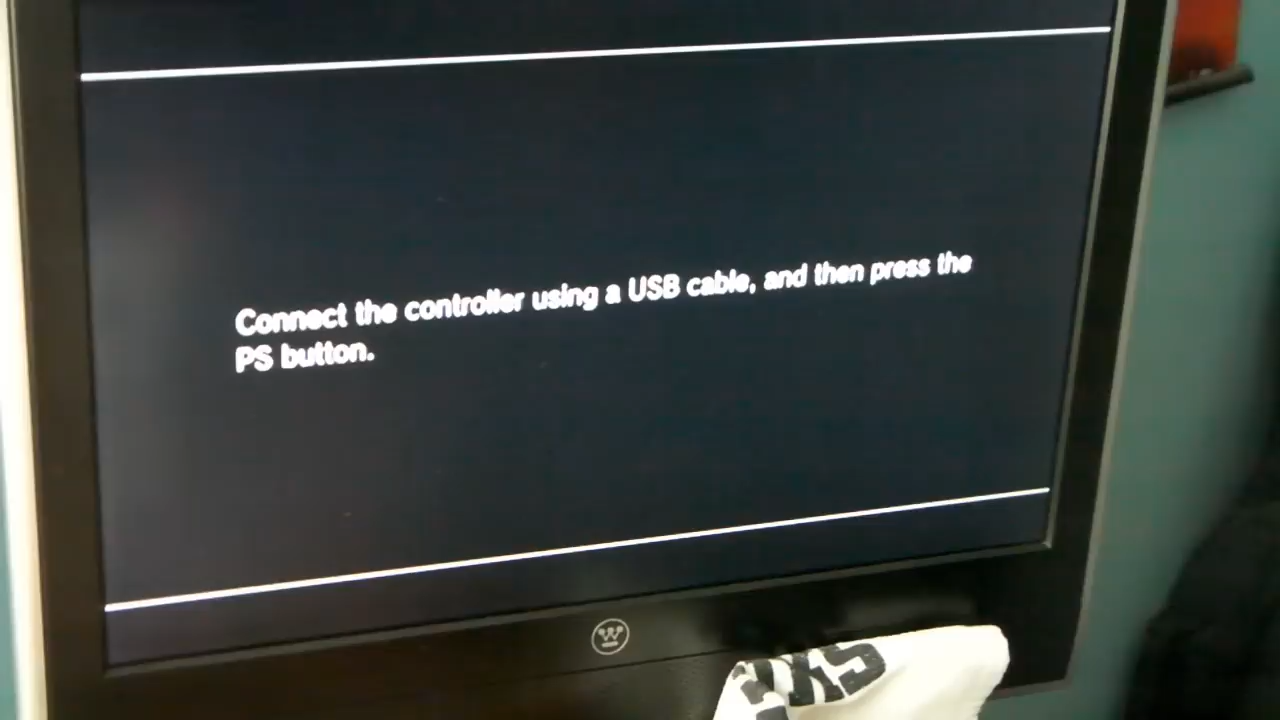 Connect the controller using a USB cable, and then press the
PS button.